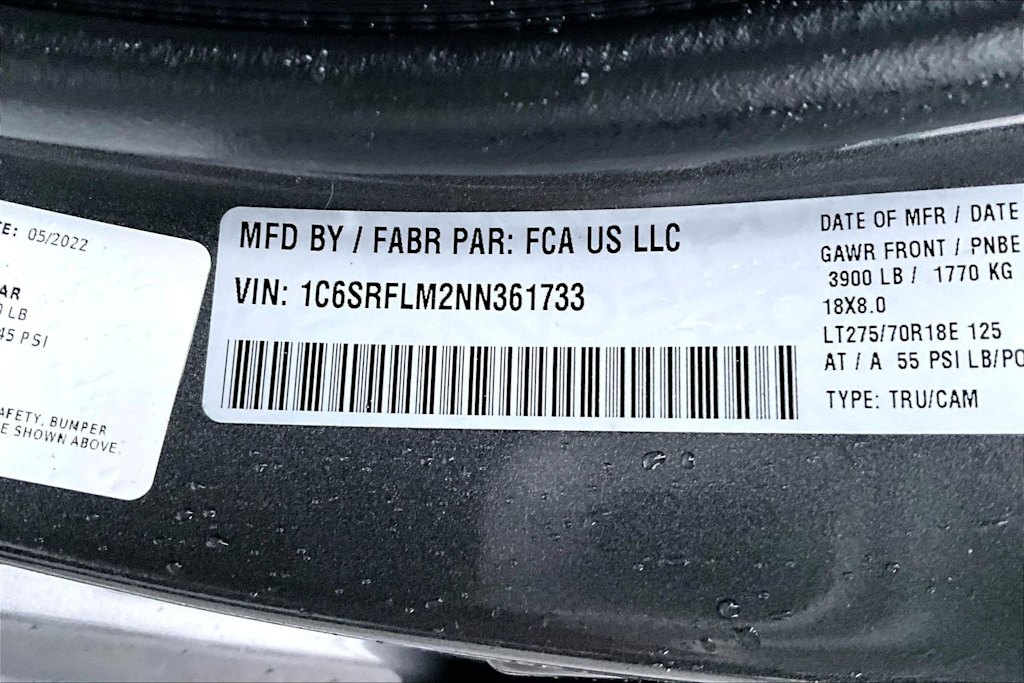 TE: 05/2022
AR
LB
45 PSI
AFETY, BUMPER
E SHOWN ABOVE.
MFD BY / FABR PAR: FCA US LLC
VIN: 1C6SRFLM2NN361733
DATE OF MFR / DATE
GAWR FRONT / PNBE
3900 LB / 1770 KG
18X8.0
LT275/70R18E 125
AT / A 55 PSI LB/PO
TYPE: TRU/CAM